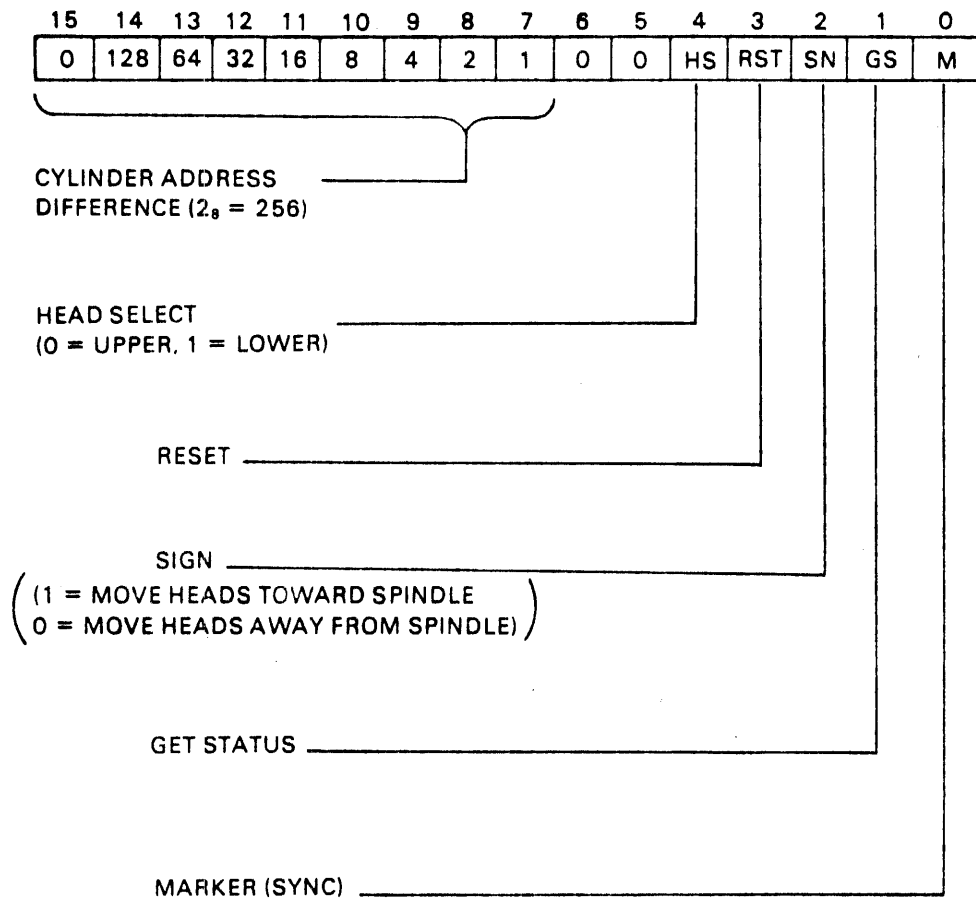 15 14 13 12 11 10 9 8 7 6 5 4 3 2 1 0
0 128 64 32 16 8 4 2 1 0 0 HS RST SN GS M
CYLINDER ADDRESS
DIFFERENCE (2₈ = 256)
HEAD SELECT
(0 = UPPER, 1 = LOWER)
RESET
SIGN
(1 = MOVE HEADS TOWARD SPINDLE
0 = MOVE HEADS AWAY FROM SPINDLE)
GET STATUS
MARKER (SYNC)